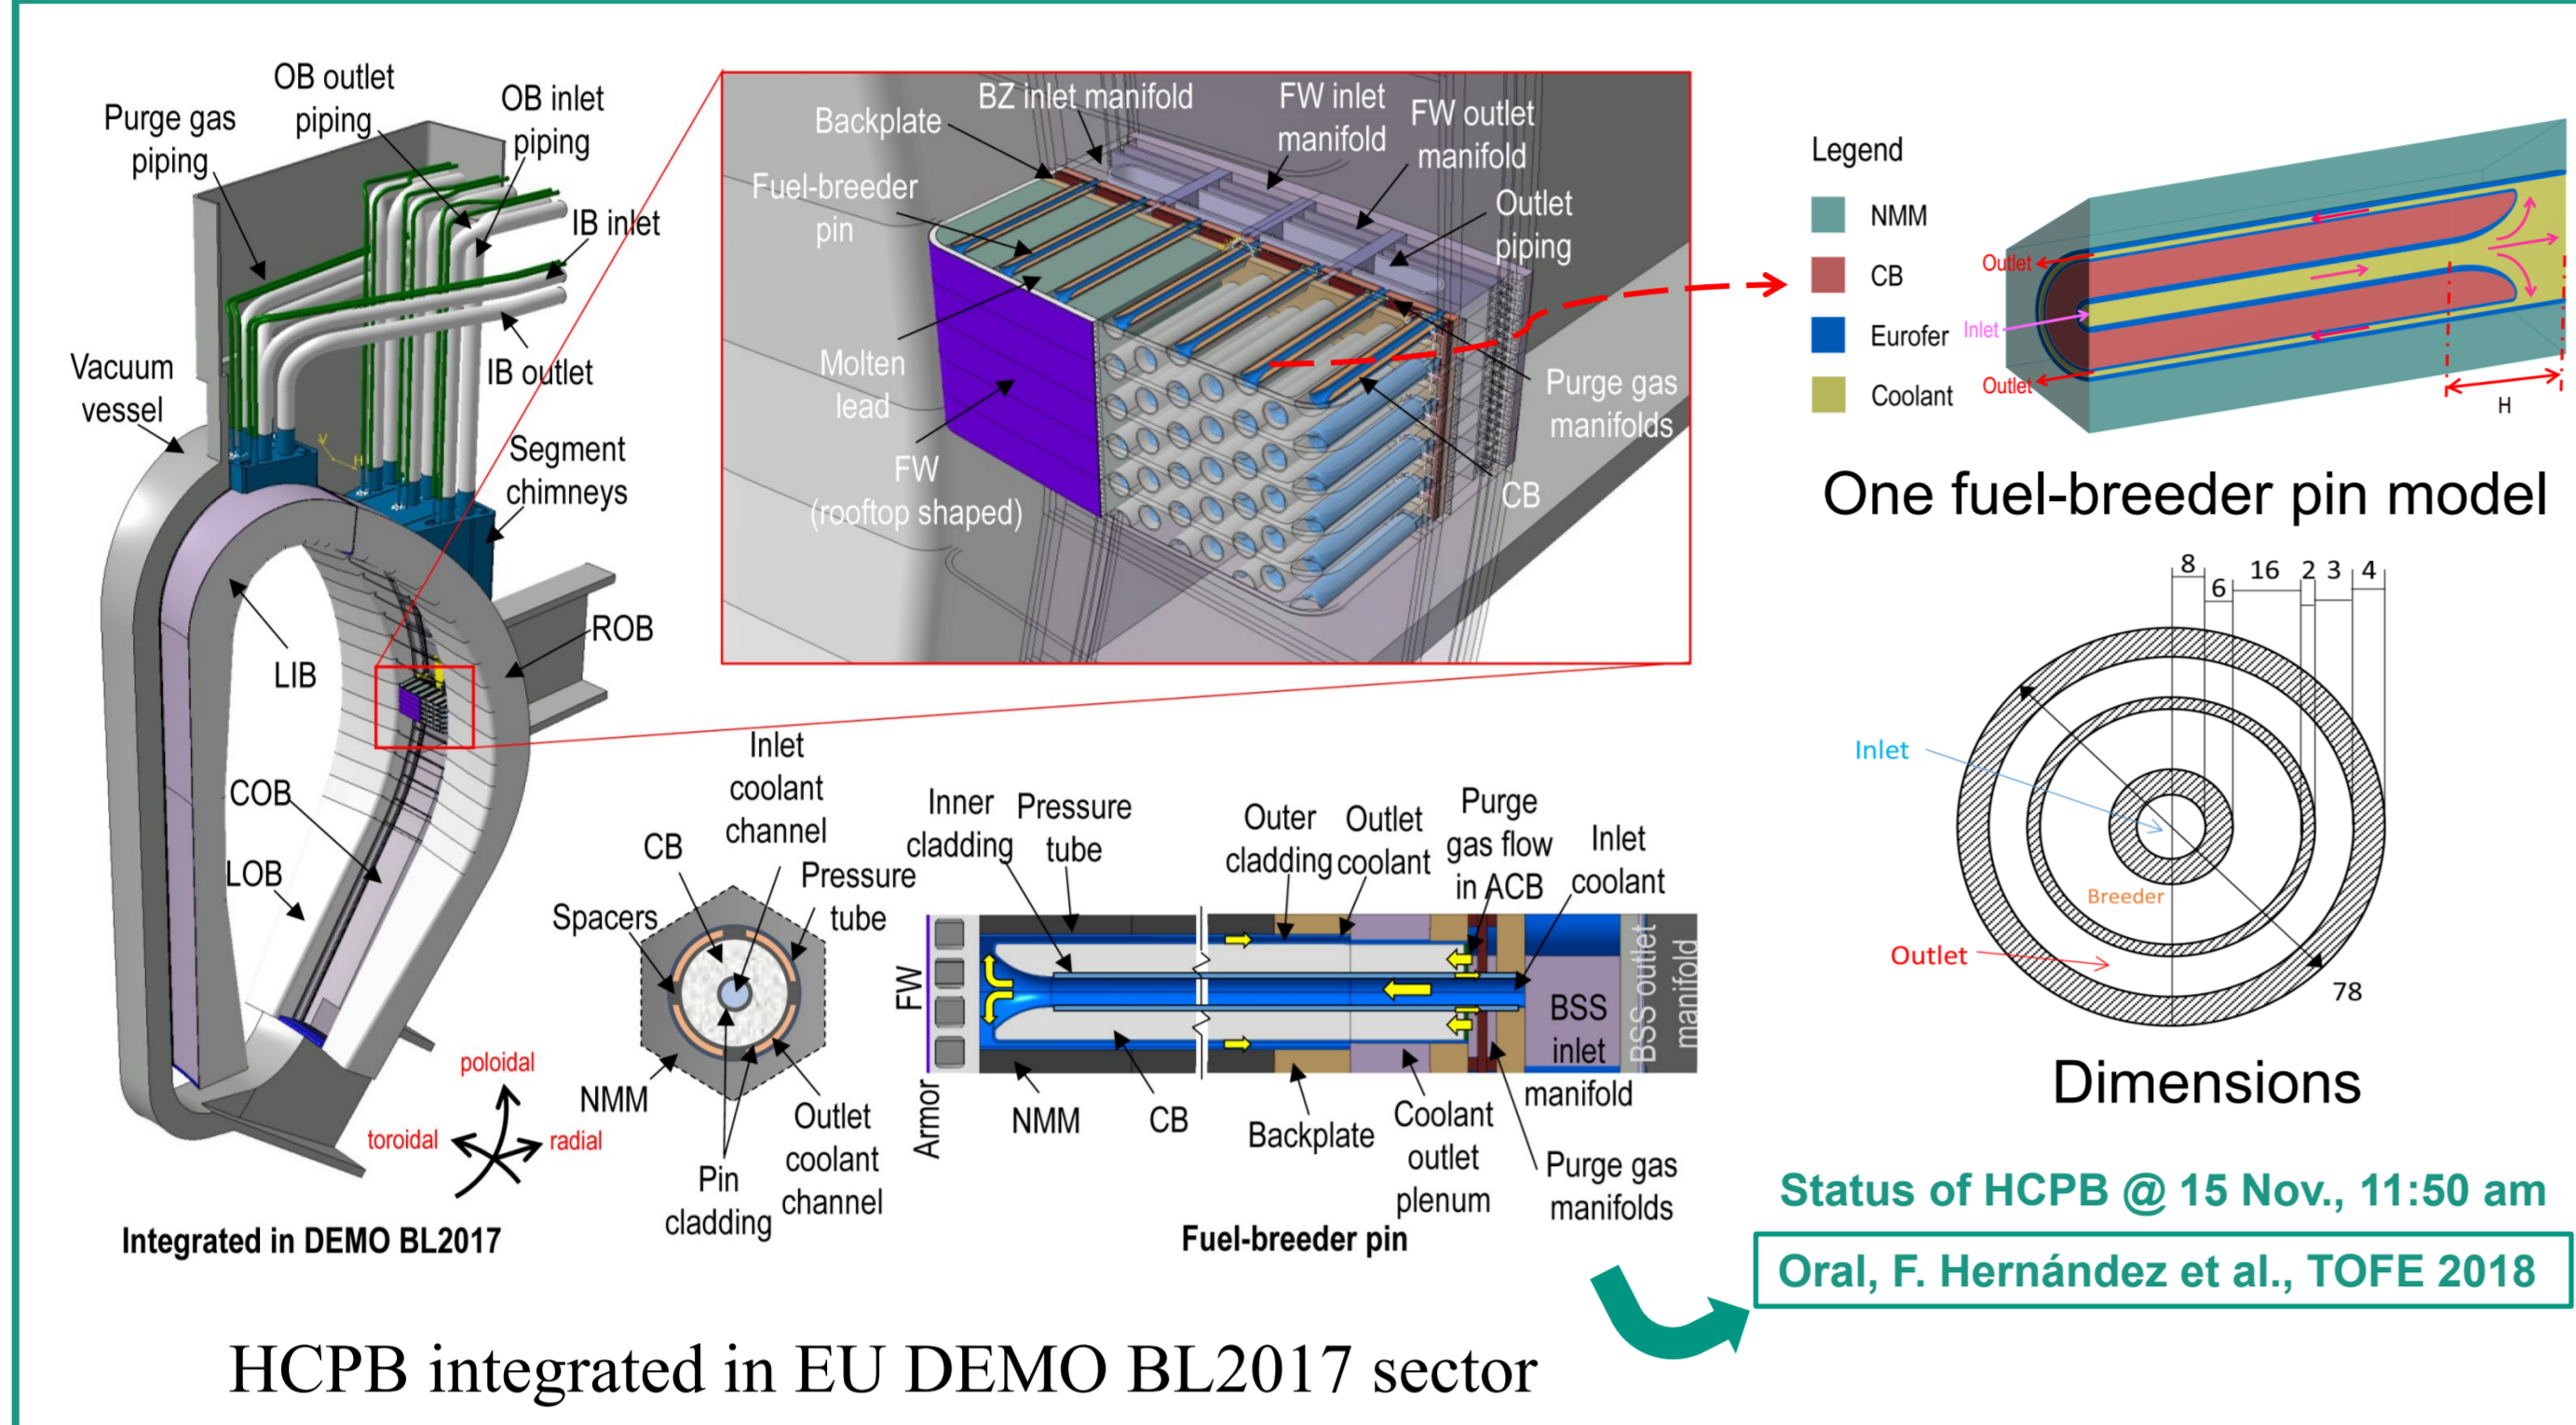 OB outlet
piping
OB inlet
piping
Purge gas
piping
IB inlet
IB outlet
Vacuum
vessel
Segment
chimneys
V
H
ROB
LIB
COB
LOB
poloidal
toroidal
radial
Integrated in DEMO BL2017
BZ inlet manifold
Backplate
FW inlet
manifold
FW outlet
manifold
Fuel-breeder
pin
Outlet
piping
Molten
lead
Purge gas
manifolds
FW
(rooftop shaped)
CB
Legend
NMM
CB
Eurofer
Coolant
Outlet
Inlet
Outlet
H
One fuel-breeder pin model
8
6
16
2
3
4
Inlet
Breeder
Outlet
78
Dimensions
Inlet
coolant
channel
CB
Pressure
tube
Spacers
NMM
Pin
cladding
Outlet
coolant
channel
Inner
cladding
Pressure
tube
Outer
cladding
Outlet
coolant
Purge
gas flow
in ACB
Inlet
coolant
FW
Armor
NMM
CB
Backplate
Coolant
outlet
plenum
Purge gas
manifolds
BSS
inlet
manifold
BSS outlet
manifold
Fuel-breeder pin
Status of HCPB @ 15 Nov., 11:50 am
Oral, F. Hernández et al., TOFE 2018
HCPB integrated in EU DEMO BL2017 sector